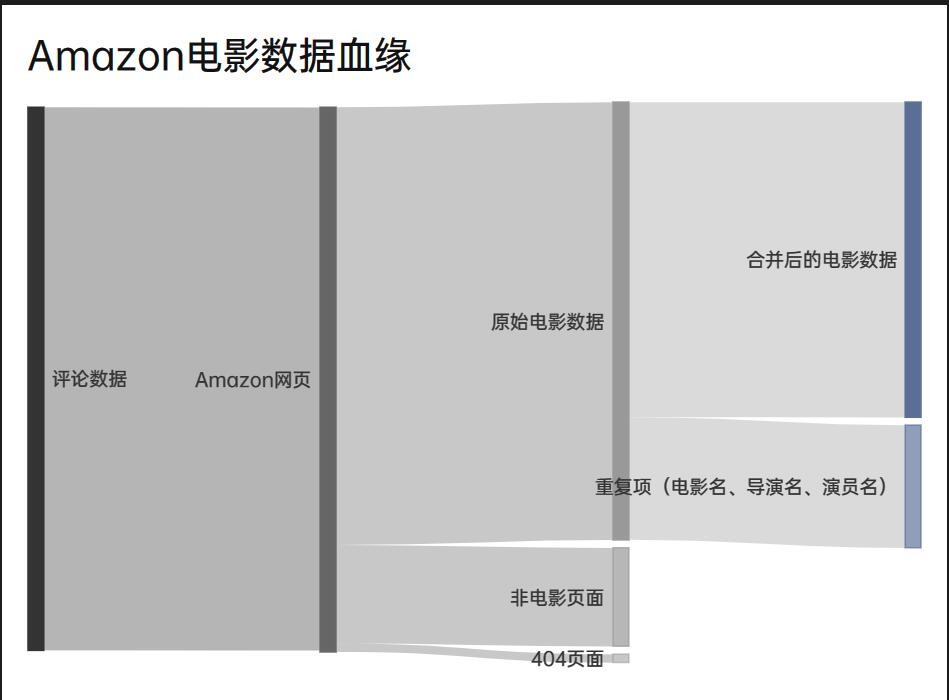 Amazon电影数据血缘
合并后的电影数据
原始电影数据
评论数据
Amazon网页
重复项（电影名、导演名、演员名）
非电影页面
404页面